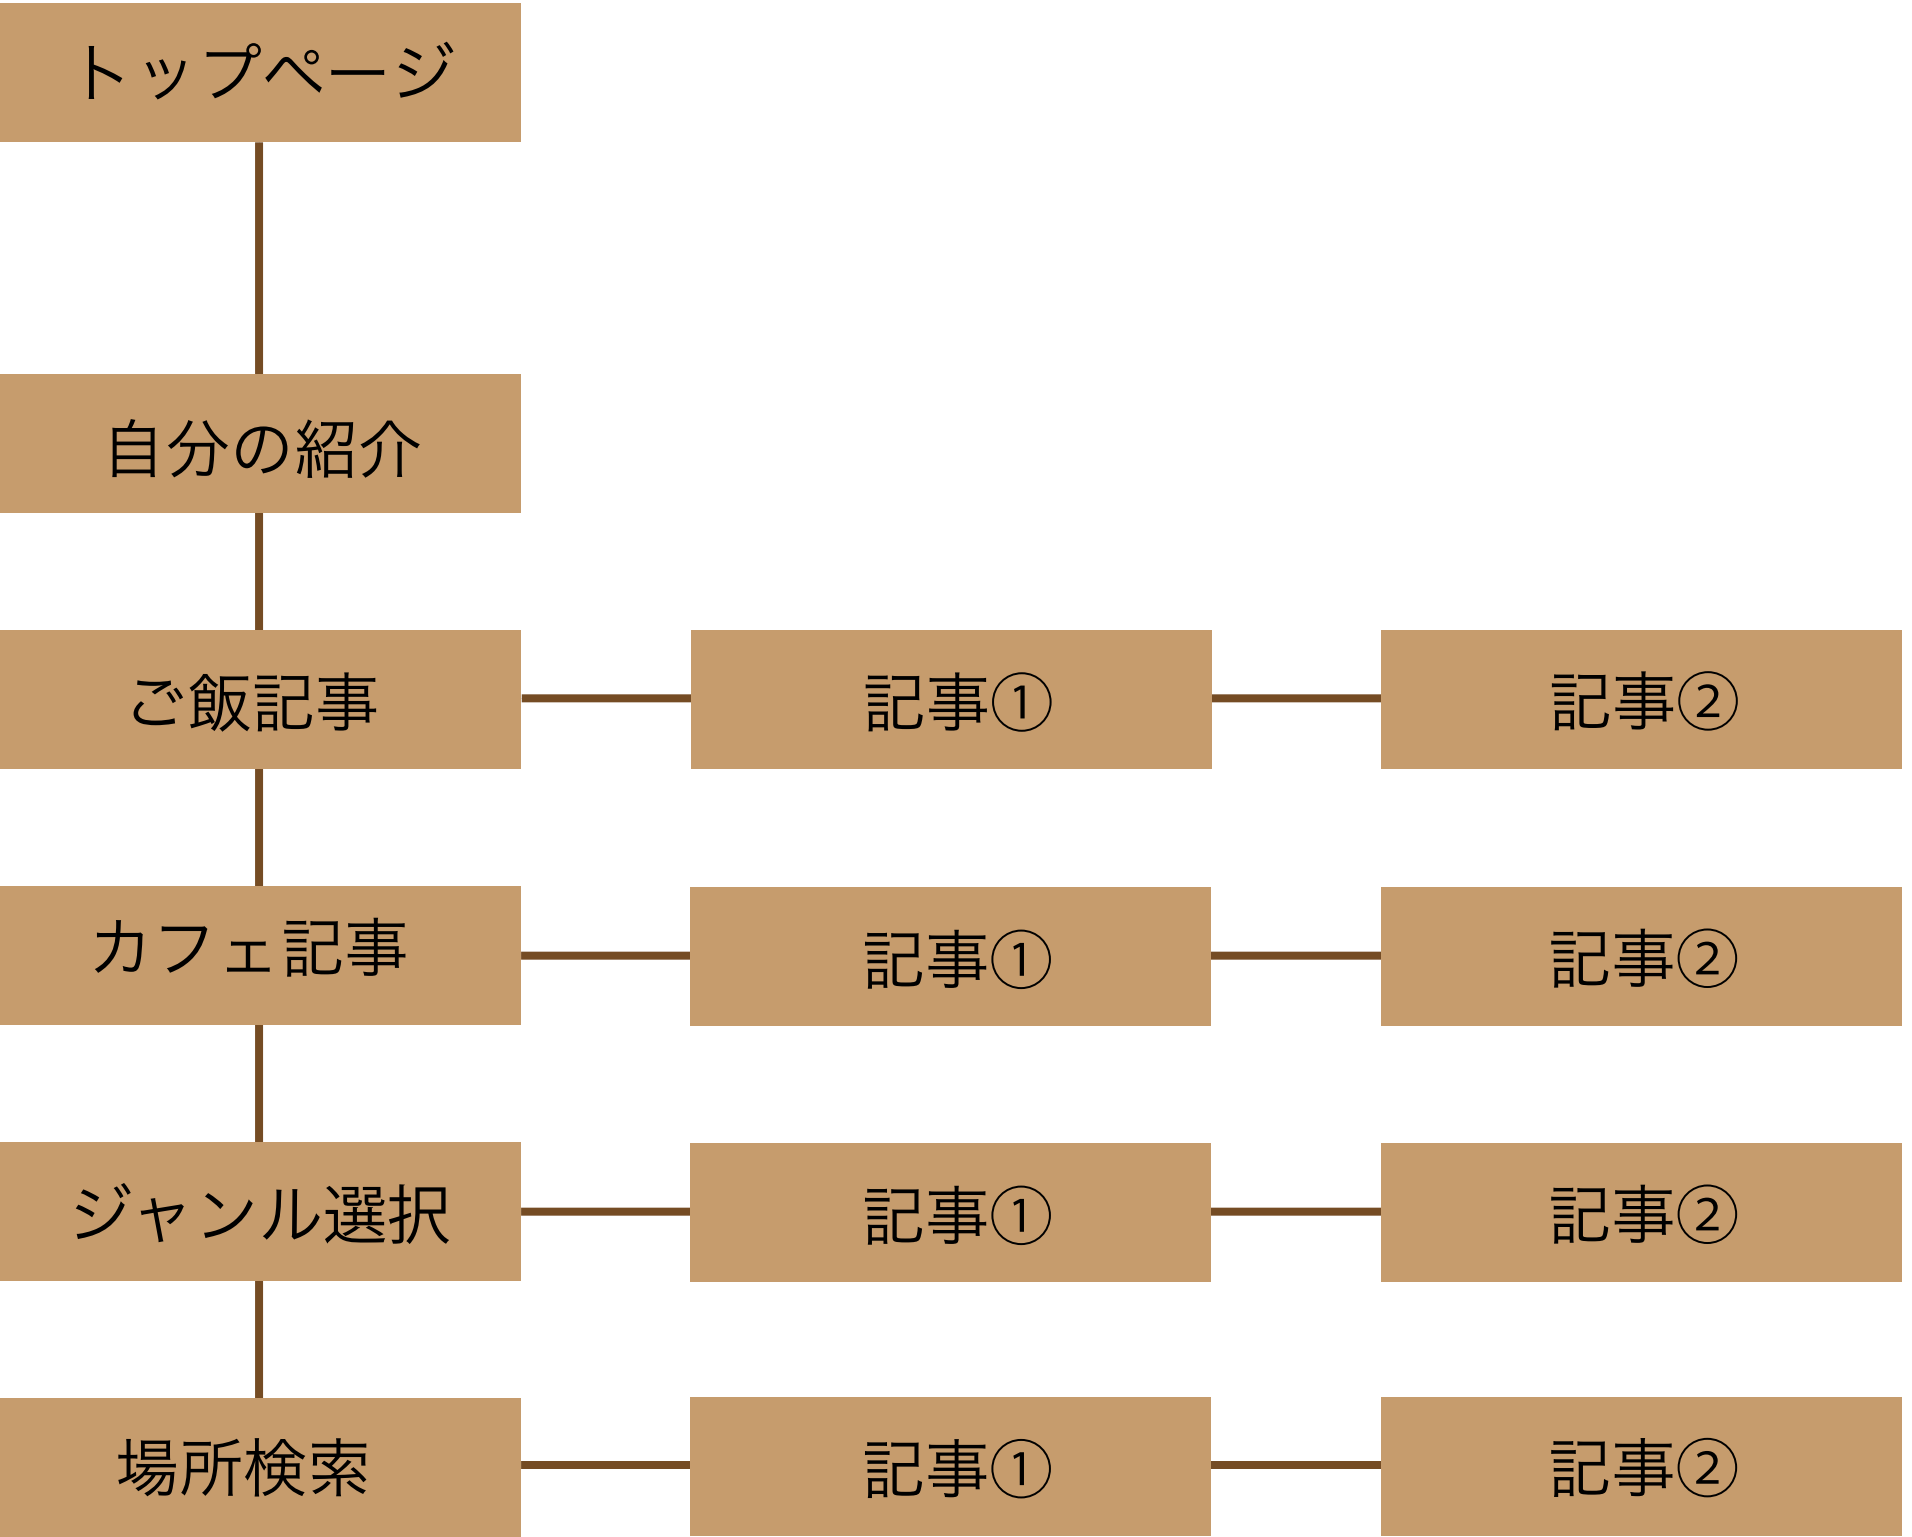 トップページ
自分の紹介
ご飯記事
記事①
記事②
カフェ記事
記事①
記事②
ジャンル選択
記事①
記事②
場所検索
記事①
記事②